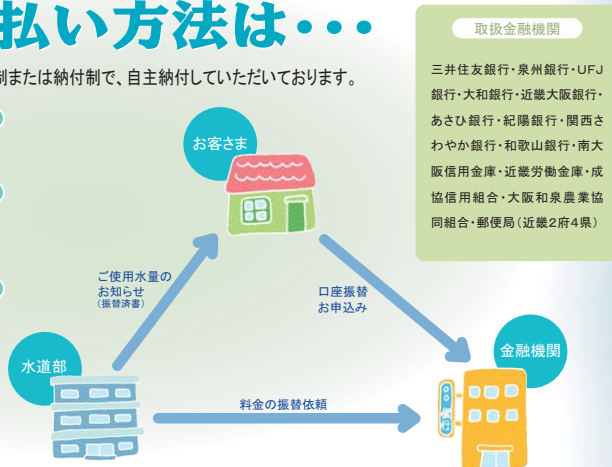 払い方法は・・・
制または納付制で、自主納付していただいております。
取扱金融機関
三井住友銀行・泉州銀行・UFJ
銀行・大和銀行・近畿大阪銀行・
あさひ銀行・紀陽銀行・関西さ
わやか銀行・和歌山銀行・南大
阪信用金庫・近畿労働金庫・成
協信用組合・大阪和泉農業協
同組合・郵便局(近畿2府4県)
お客さま
ご使用水量の
お知らせ
(振替済書)
口座振替
お申込み
水道部
金融機関
料金の振替依頼